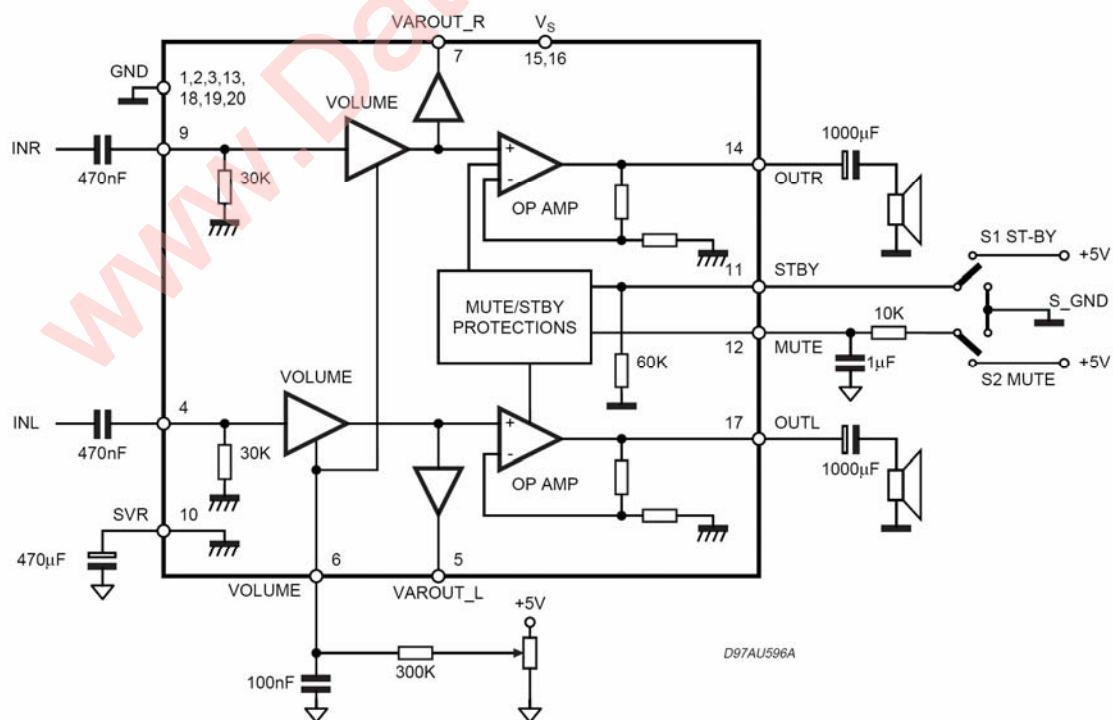 VAROUT_R
VS
7
15,16
GND
1,2,3,13,
18,19,20
VOLUME
INR
470nF
9
30K
+
-
OP AMP
14
OUTR
1000µF
S1 ST-BY
+5V
11
STBY
S_GND
MUTE/STBY
PROTECTIONS
10K
12
MUTE
1µF
60K
+5V
S2 MUTE
VOLUME
INL
470nF
4
30K
+
-
OP AMP
17
OUTL
1000µF
SVR
10
470µF
6
5
VOLUME
VAROUT_L
+5V
300K
100nF
D97AU596A
www.Da